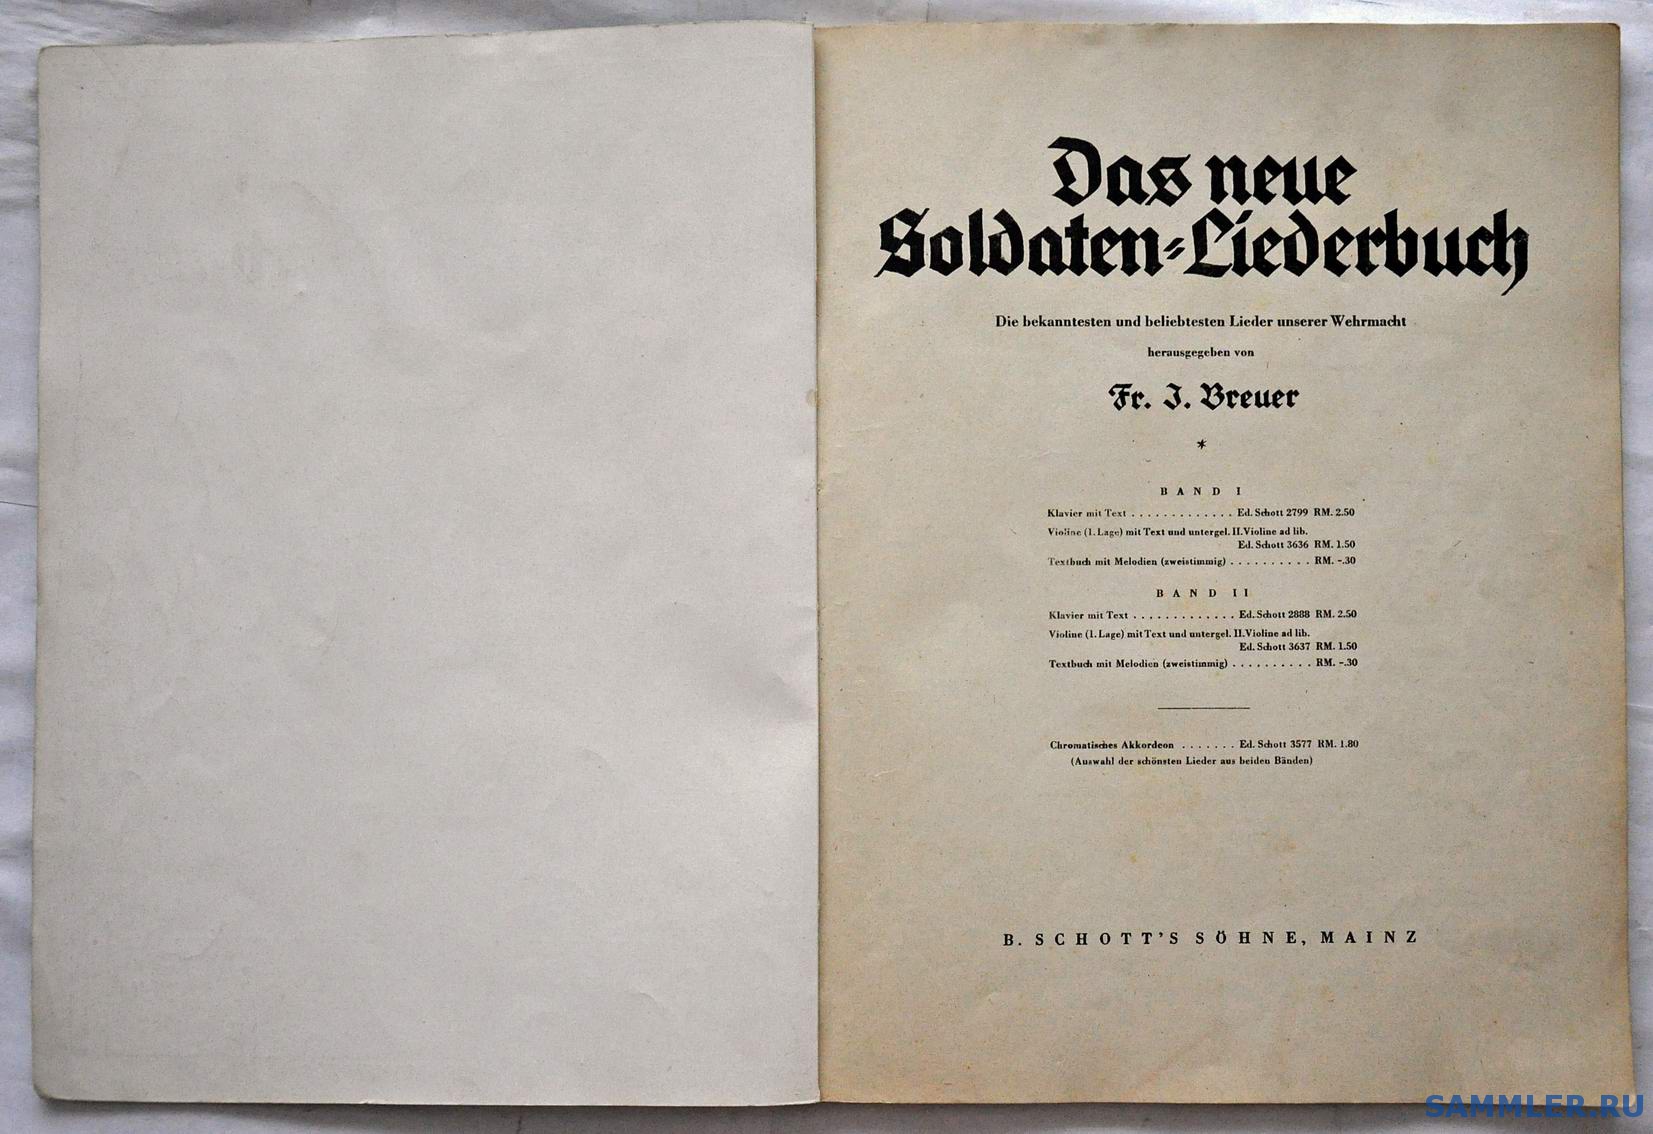 Das neue
Soldaten-Liederbuch
Die bekanntesten und beliebtesten Lieder unserer Wehrmacht
herausgegeben von
Fr. J. Breuer
*
BAND I
Klavier mit Text . . . . . . . . . . . . . Ed. Schott 2799 RM. 2.50
Violine (1. Lage) mit Text und untergel. II. Violine ad lib.
Ed. Schott 3636 RM. 1.50
Textbuch mit Melodien (zweistimmig) . . . . . . . . . . RM. -.30
BAND II
Klavier mit Text . . . . . . . . . . . . . Ed. Schott 2888 RM. 2.50
Violine (1. Lage) mit Text und untergel. II. Violine ad lib.
Ed. Schott 3637 RM. 1.50
Textbuch mit Melodien (zweistimmig) . . . . . . . . . . RM. -.30
Chromatisches Akkordeon . . . . . . . Ed. Schott 3577 RM. 1.80
(Auswahl der schönsten Lieder aus beiden Bänden)
B. SCHOTT'S SÖHNE, MAINZ
SAMMLER.RU